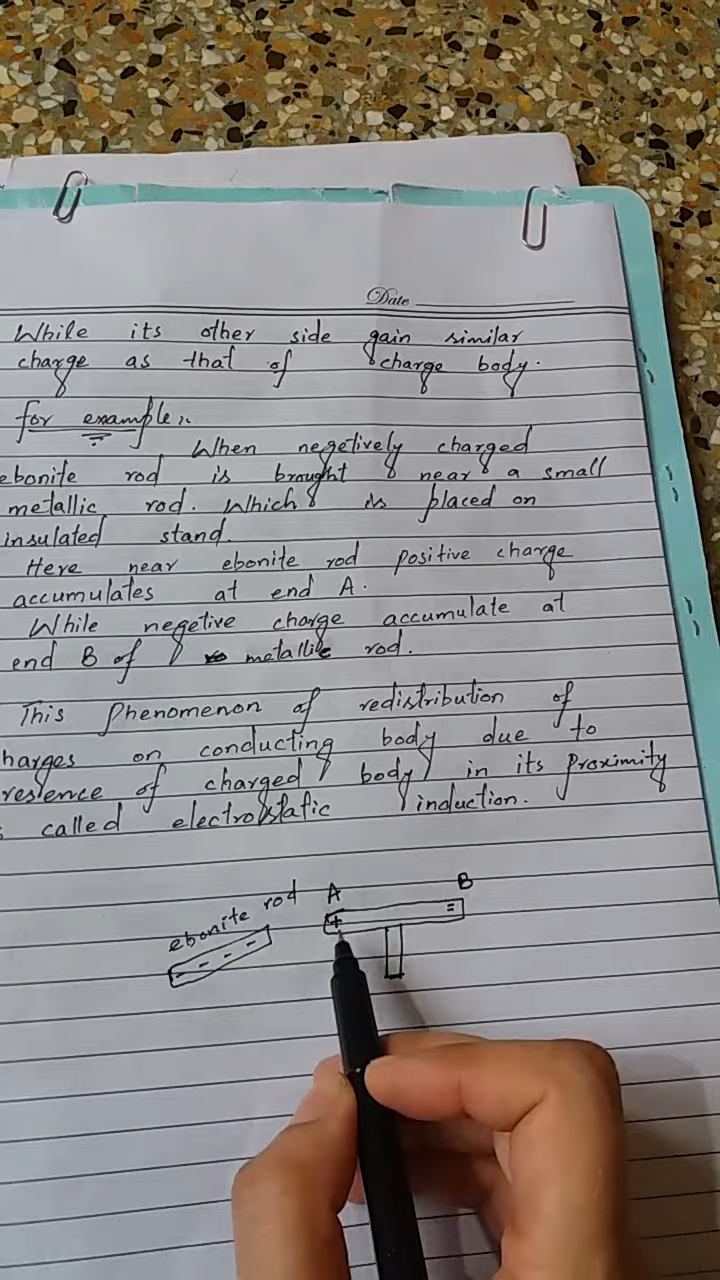 Date
While its other side gain similar
charge as that of charge body.
for example:-
When negetively charged
ebonite rod is brought near a small
metallic rod. Which is placed on
insulated stand.
Here near ebonite rod positive charge
accumulates at end A.
While negetive charge accumulate at
end B of metallic rod.
This Phenomenon of redistribution of
harges on conducting body due to
resence of charged body in its proximity
s called electrostatic induction.
ebonite rod A B
+ =
- - - -